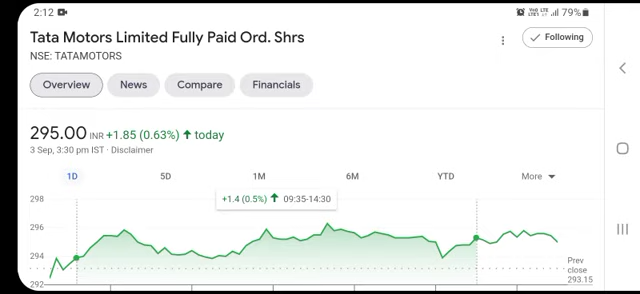 2:12
79%
Tata Motors Limited Fully Paid Ord. Shrs
Following
NSE: TATAMOTORS
Overview
News
Compare
Financials
295.00 INR +1.85 (0.63%) today
3 Sep, 3:30 pm IST · Disclaimer
1D
5D
1M
6M
YTD
More
+1.4 (0.5%) 09:35-14:30
298
296
294
292
Prev
close
293.15